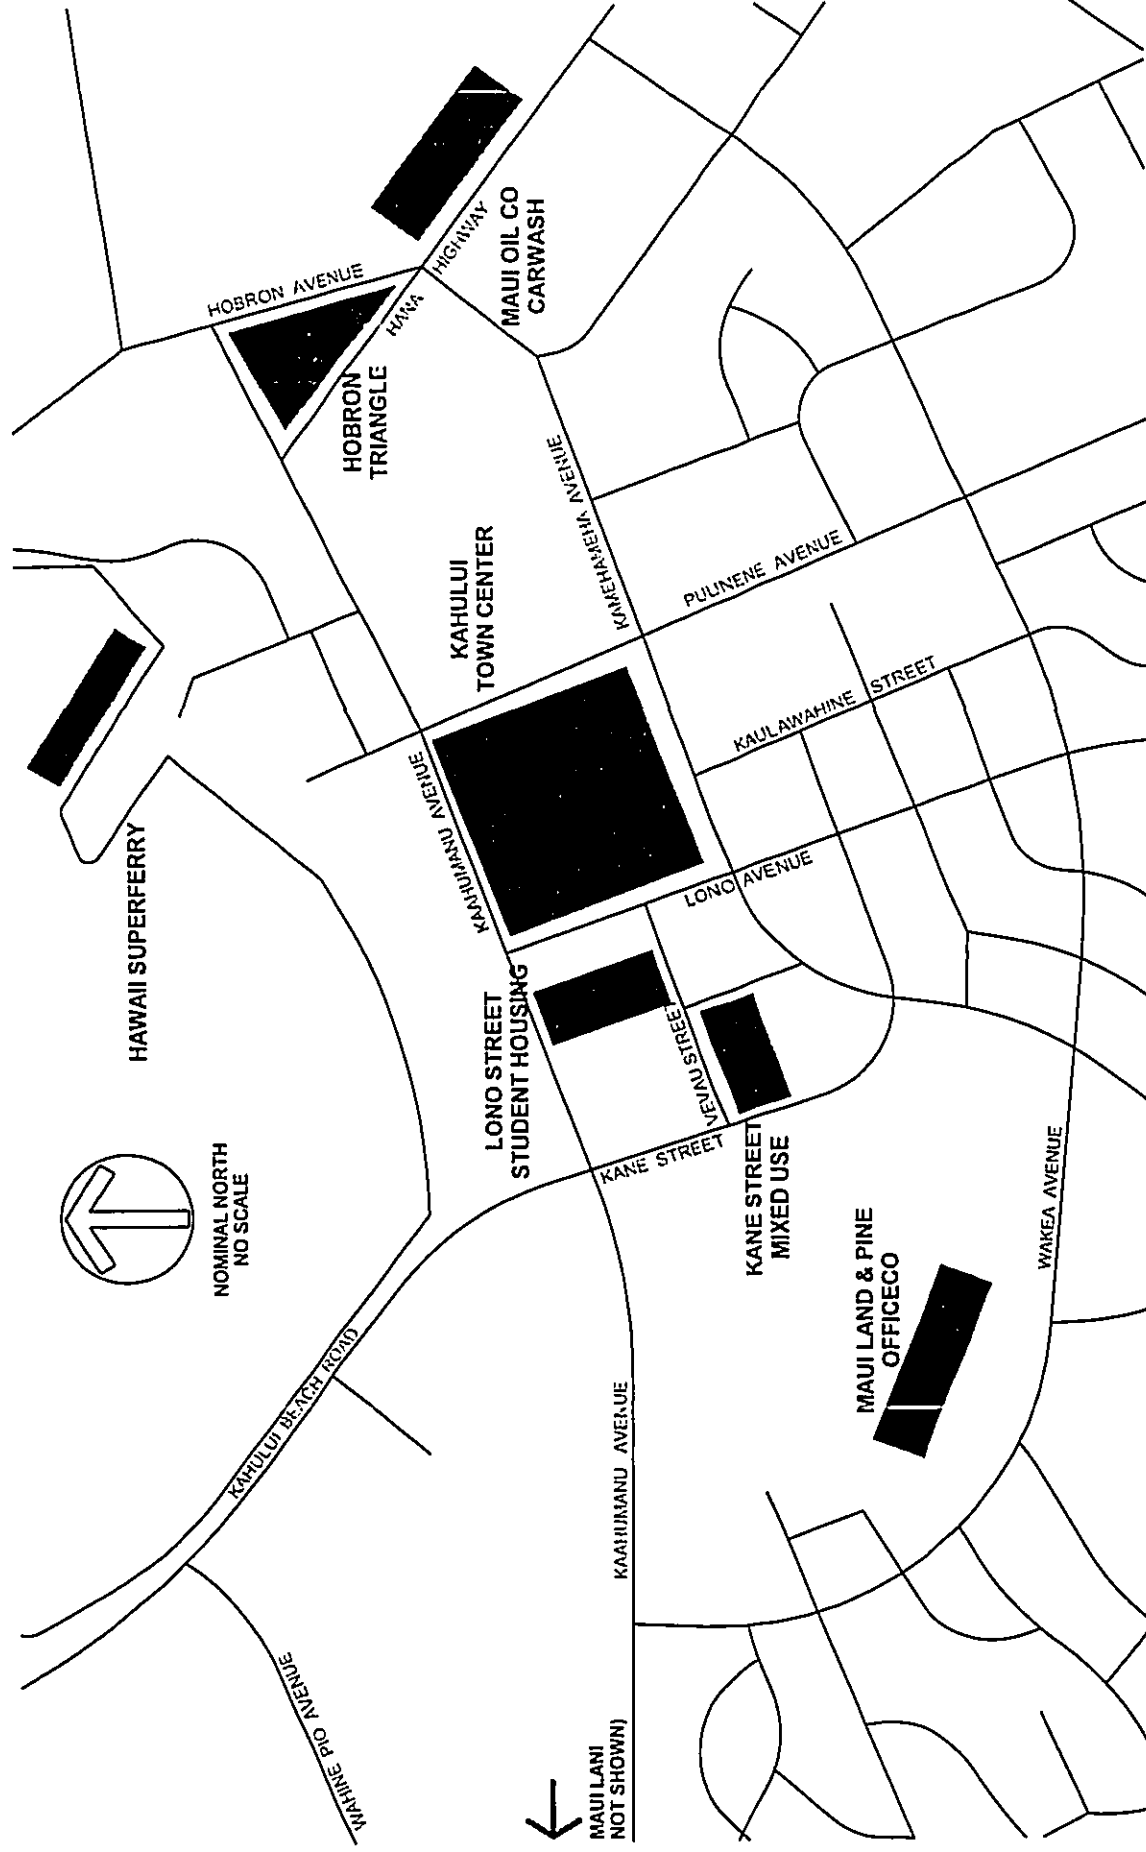 HAWAII SUPERFERRY
NOMINAL NORTH
NO SCALE
KAHULUI BEACH ROAD
WAHINE PIO AVENUE
MAUI LANI
NOT SHOWN)
KAAHUMANU AVENUE
LONO STREET
STUDENT HOUSING
KANE STREET
VEVAU STREET
KANE STREET
MIXED USE
MAUI LAND & PINE
OFFICECO
WAKEA AVENUE
KAAHUMANU AVENUE
LONO AVENUE
KAHULUI
TOWN CENTER
KAULAWAHINE STREET
PUUNENE AVENUE
KAMEHAMEHA AVENUE
HOBRON
TRIANGLE
HOBRON AVENUE
HANA HIGHWAY
MAUI OIL CO
CARWASH